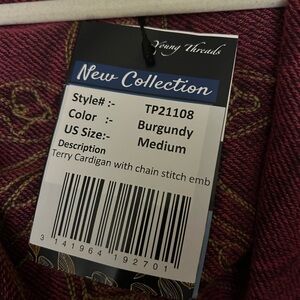 Young Threads
New Collection
Style# :- TP21108
Color :- Burgundy
US Size:- Medium
Description
Terry Cardigan with chain stitch emb
3 141964 192701